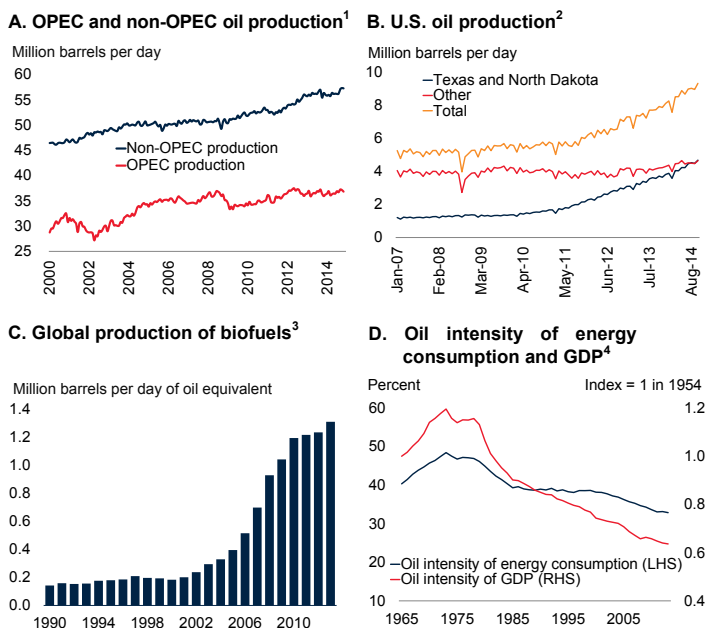 A. OPEC and non-OPEC oil production1
Million barrels per day
60
55
50
45
40
35
30
25
Non-OPEC production
OPEC production
2000
2002
2004
2006
2008
2010
2012
2014
B. U.S. oil production2
Million barrels per day
10
8
6
4
2
0
Texas and North Dakota
Other
Total
Jan-07
Feb-08
Mar-09
Apr-10
May-11
Jun-12
Jul-13
Aug-14
C. Global production of biofuels3
Million barrels per day of oil equivalent
1.4
1.2
1.0
0.8
0.6
0.4
0.2
0.0
1990
1994
1998
2002
2006
2010
D. Oil intensity of energy
consumption and GDP4
Percent
Index = 1 in 1954
60
50
40
30
20
10
1.2
1.0
0.8
0.6
0.4
Oil intensity of energy consumption (LHS)
Oil intensity of GDP (RHS)
1965
1975
1985
1995
2005